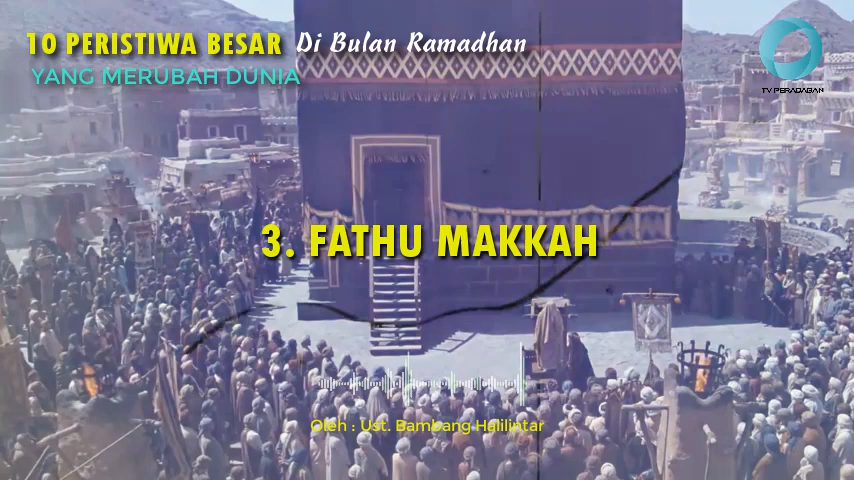 10 PERISTIWA BESAR Di Bulan Ramadhan
YANG MERUBAH DUNIA
TV PERADABAN
3. FATHU MAKKAH
Oleh : Ust. Bambang Halilintar